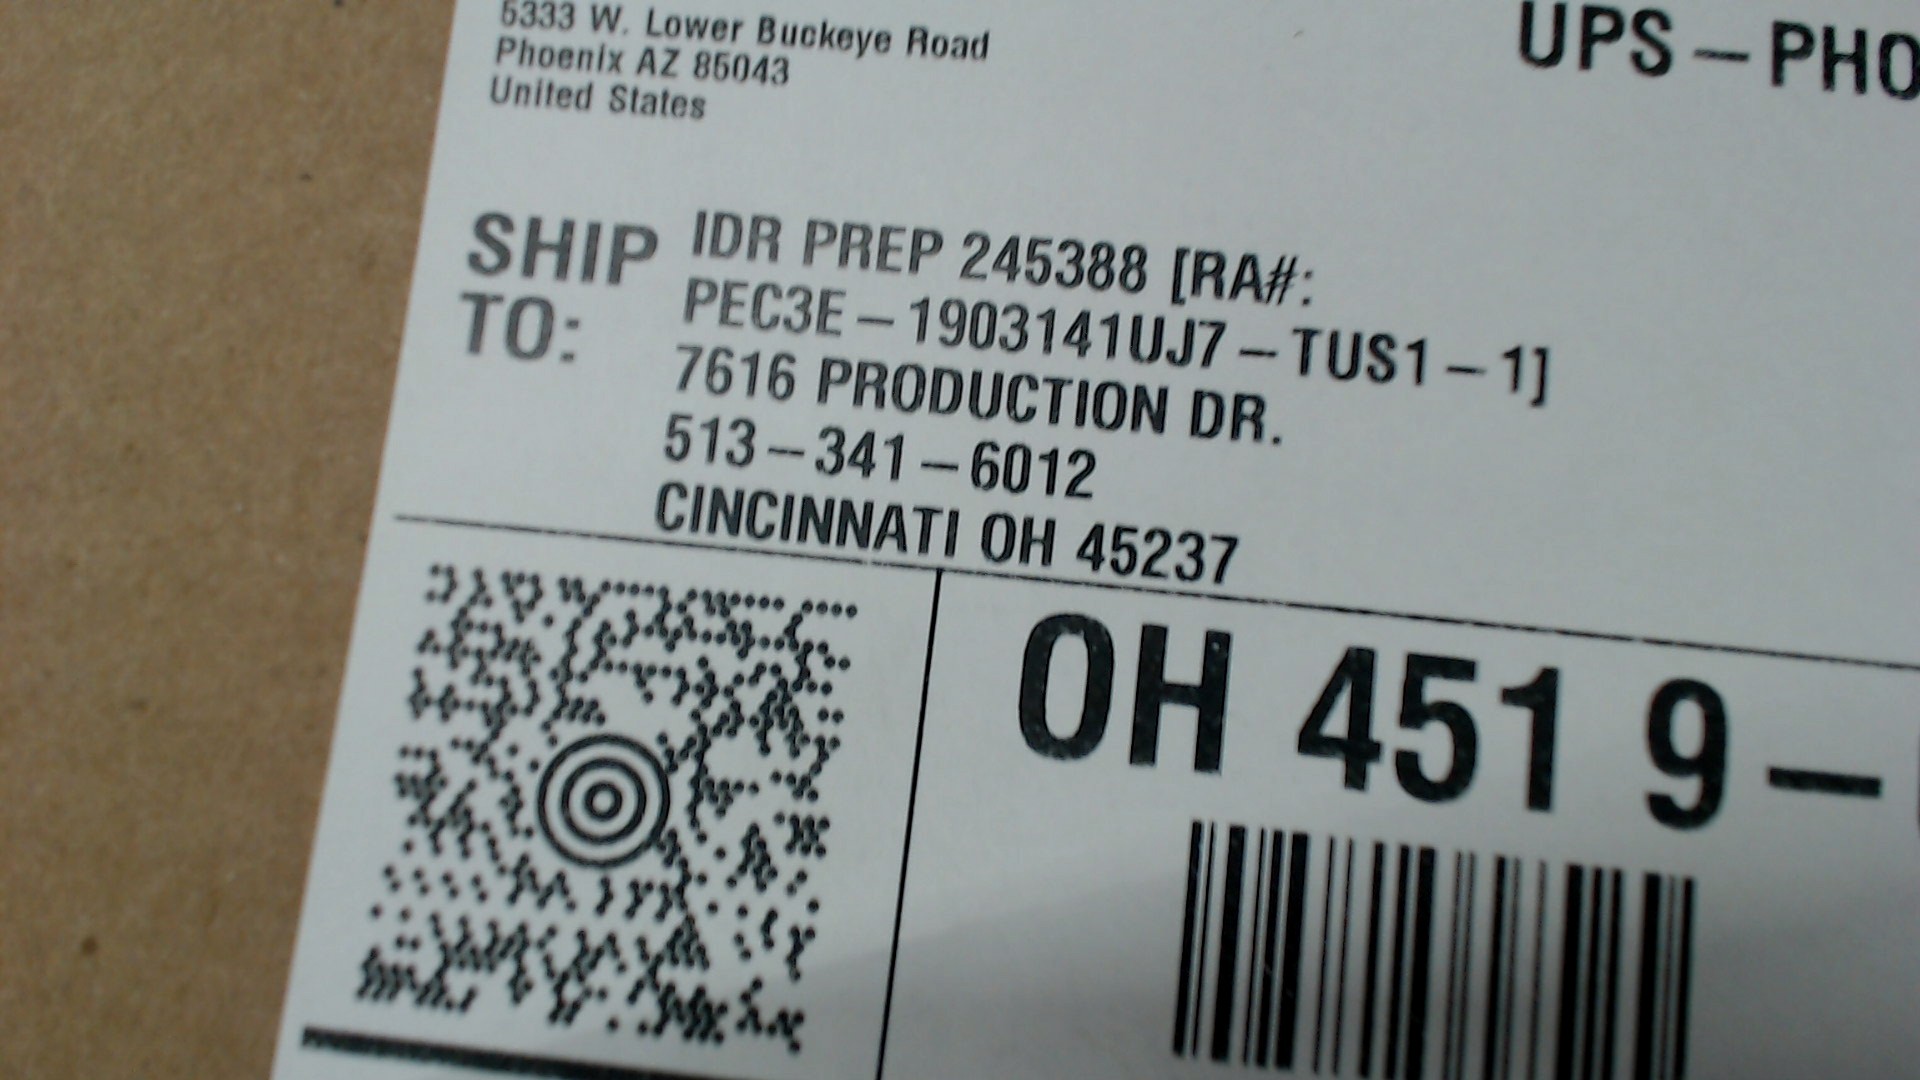 5333 W. Lower Buckeye Road
Phoenix AZ 85043
United States
UPS-PHO
SHIP TO:
IDR PREP 245388 [RA#:
PEC3E-1903141UJ7-TUS1-1]
7616 PRODUCTION DR.
513-341-6012
CINCINNATI OH 45237
OH 451 9-